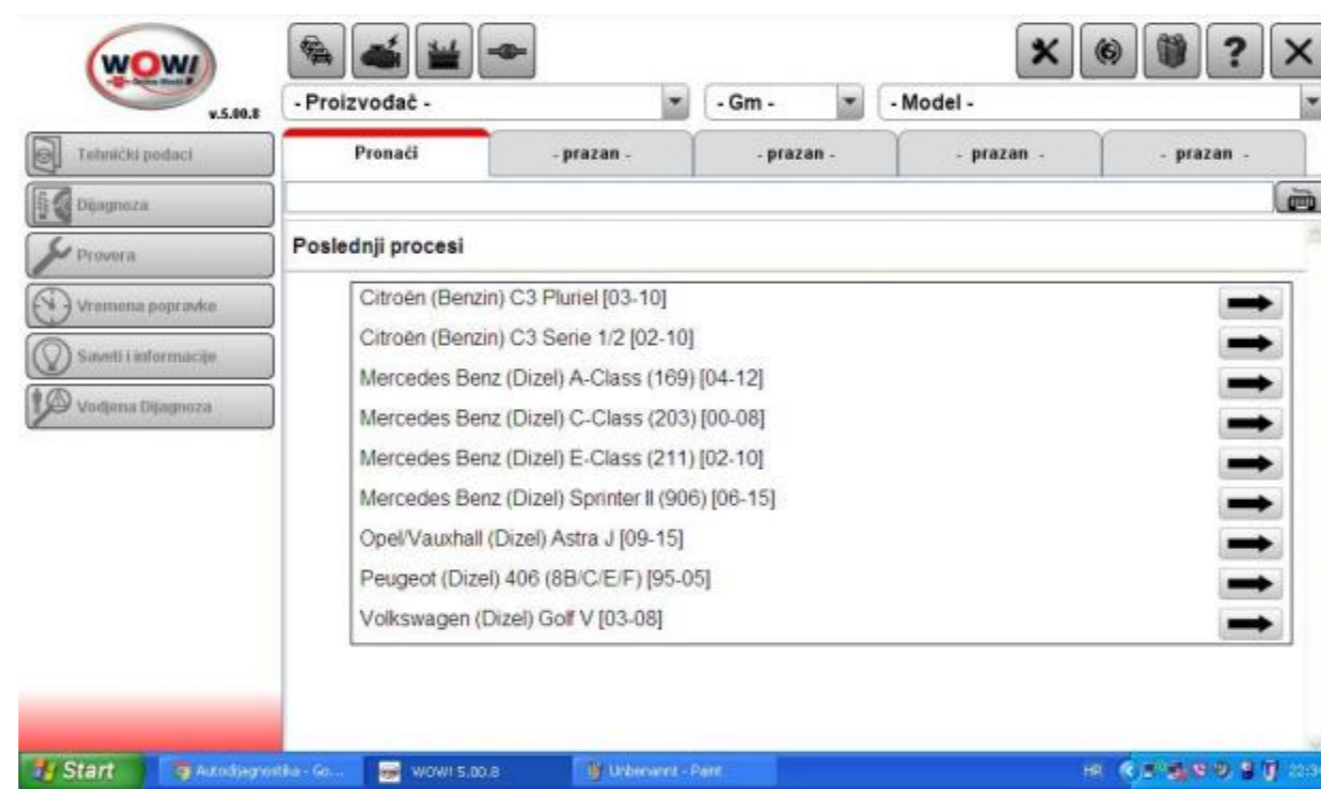 WOW!
v.5.00.8
- Proizvođač -
- Gm -
- Model -
Tehnički podaci
Dijagnoza
Provera
Vremena popravke
Saveti i informacije
Vodjena Dijagnoza
Pronaći
- prazan -
- prazan -
- prazan -
- prazan -
Poslednji procesi
Citroën (Benzin) C3 Pluriel [03-10]
Citroën (Benzin) C3 Serie 1/2 [02-10]
Mercedes Benz (Dizel) A-Class (169) [04-12]
Mercedes Benz (Dizel) C-Class (203) [00-08]
Mercedes Benz (Dizel) E-Class (211) [02-10]
Mercedes Benz (Dizel) Sprinter II (906) [06-15]
Opel/Vauxhall (Dizel) Astra J [09-15]
Peugeot (Dizel) 406 (8B/C/E/F) [95-05]
Volkswagen (Dizel) Golf V [03-08]
Start
Autodijagnostika - Go...
WOW! 5.00.8
Unbenannt - Paint
HR